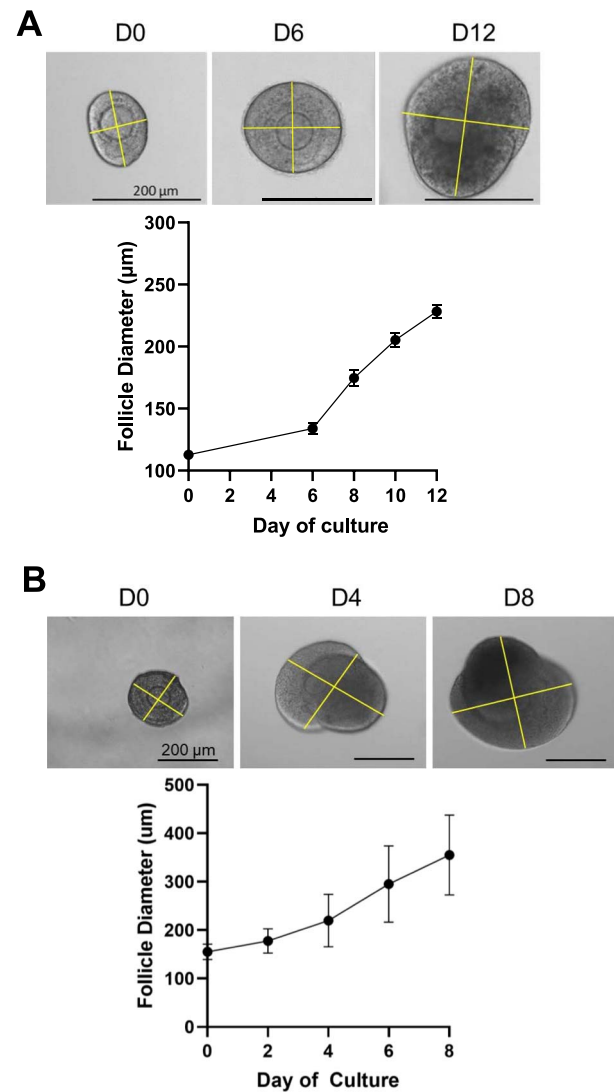 A
D0 D6 D12
200 µm
300
250
200
150
100
Follicle Diameter (µm)
0 2 4 6 8 10 12
Day of culture
B
D0 D4 D8
200 µm
500
400
300
200
100
0
Follicle Diameter (um)
0 2 4 6 8
Day of Culture